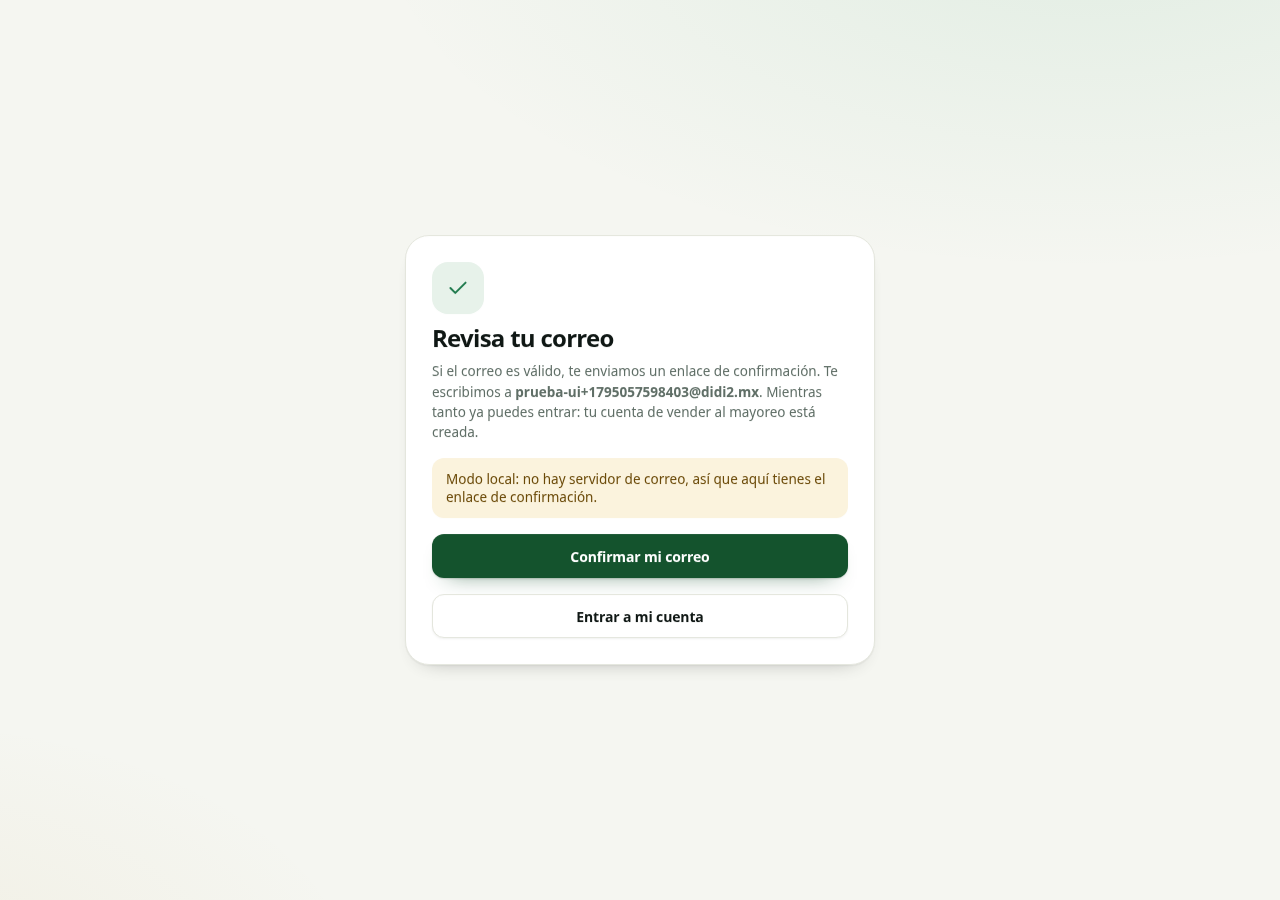 Revisa tu correo
Si el correo es válido, te enviamos un enlace de confirmación. Te
escribimos a prueba-ui+1795057598403@didi2.mx. Mientras
tanto ya puedes entrar: tu cuenta de vender al mayoreo está
creada.
Modo local: no hay servidor de correo, así que aquí tienes el
enlace de confirmación.
Confirmar mi correo
Entrar a mi cuenta